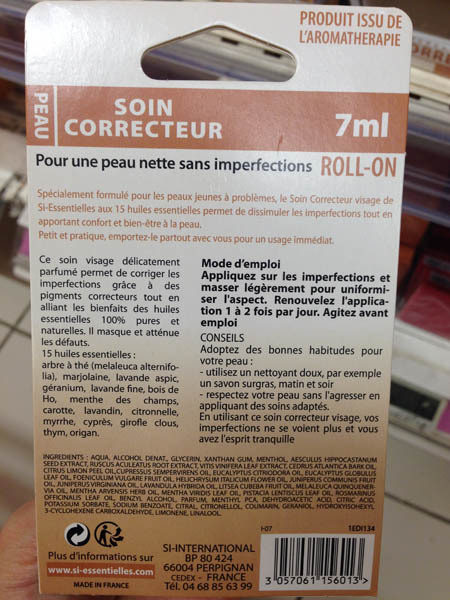 PRODUIT ISSU DE
L'AROMATHERAPIE
PEAU
SOIN
CORRECTEUR
7ml
Pour une peau nette sans imperfections ROLL-ON
Spécialement formulé pour les peaux jeunes à problèmes, le Soin Correcteur visage de
Si-Essentielles aux 15 huiles essentielles permet de dissimuler les imperfections tout en
apportant confort et bien-être à la peau.
Petit et pratique, emportez-le partout avec vous pour un usage immédiat.
Ce soin visage délicatement
parfumé permet de corriger les
imperfections grâce à des
pigments correcteurs tout en
alliant les bienfaits des huiles
essentielles 100% pures et
naturelles. Il masque et atténue
les défauts.
15 huiles essentielles :
arbre à thé (melaleuca alternifo-
lia), marjolaine, lavande aspic,
géranium, lavande fine, bois de
Ho, menthe des champs,
carotte, lavandin, citronnelle,
myrrhe, cyprès, girofle clous,
thym, origan.
Mode d'emploi
Appliquez sur les imperfections et
masser légèrement pour uniformi-
ser l'aspect. Renouvelez l'applica-
tion 1 à 2 fois par jour. Agitez avant
emploi
CONSEILS
Adoptez des bonnes habitudes pour
votre peau :
- utilisez un nettoyant doux, par exemple
un savon surgras, matin et soir
- respectez votre peau sans l'agresser en
appliquant des soins adaptés.
En utilisant ce soin correcteur visage, vos
imperfections ne se voient plus et vous
avez l'esprit tranquille
INGREDIENTS : AQUA, ALCOHOL DENAT., GLYCERIN, XANTHAN GUM, MENTHOL, AESCULUS HIPPOCASTANUM
SEED EXTRACT, RUSCUS ACULEATUS ROOT EXTRACT, VITIS VINIFERA LEAF EXTRACT, CEDRUS ATLANTICA BARK OIL,
CITRUS LIMON PEEL OIL,CUPRESSUS SEMPERVIRENS OIL, EUCALYPTUS CITRODORA OIL, EUCALYPTUS GLOBULUS
LEAF OIL, FOENICULUM VULGARE FRUIT OIL, HELICHRYSUM ITALICUM FLOWER OIL, JUNIPERUS COMMUNIS FRUIT
OIL, JUNIPERUS VIRGINIANA OIL, LAVANDULA HYBRIDA OIL, LITSEA CUBEBA FRUIT OIL, MELALEUCA QUINQUENER-
VIA OIL, MENTHA ARVENSIS HERB OIL, MENTHA VIRIDIS LEAF OIL, PISTACIA LENTISCUS LEAF OIL, ROSMARINUS
OFFICINALIS LEAF OIL, BENZYL ALCOHOL, PARFUM, MENTHYL PCA, DEHYDROACETIC ACID, CITRIC ACID,
POTASSIUM SORBATE, SODIUM BENZOATE, CITRAL, CITRONELLOL, COUMARIN, GERANIOL, HYDROXYISOHEXYL
3-CYCLOHEXENE CARBOXALDEHYDE, LIMONENE, LINALOOL.
Plus d'informations sur
www.si-essentielles.com
MADE IN FRANCE
I-07
SI-INTERNATIONAL
BP 80 424
66004 PERPIGNAN
CEDEX - FRANCE
Tél. 04 68 85 63 99
1EDI134
3 057061 156013 >